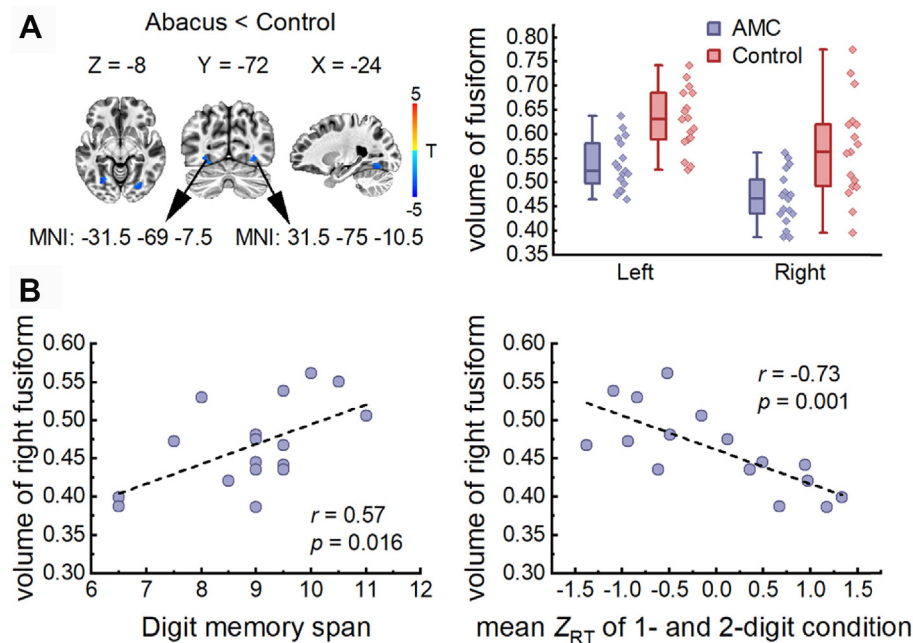 A
Abacus < Control
Z = -8 Y = -72 X = -24
5
T
-5
MNI: -31.5 -69 -7.5 MNI: 31.5 -75 -10.5
volume of fusiform
0.80
0.75
0.70
0.65
0.60
0.55
0.50
0.45
0.40
0.35
AMC
Control
Left Right
B
volume of right fusiform
0.60
0.55
0.50
0.45
0.40
0.35
0.30
r = 0.57
p = 0.016
6 7 8 9 10 11 12
Digit memory span
volume of right fusiform
0.60
0.55
0.50
0.45
0.40
0.35
0.30
r = -0.73
p = 0.001
-1.5 -1.0 -0.5 0.0 0.5 1.0 1.5
mean ZRT of 1- and 2-digit condition